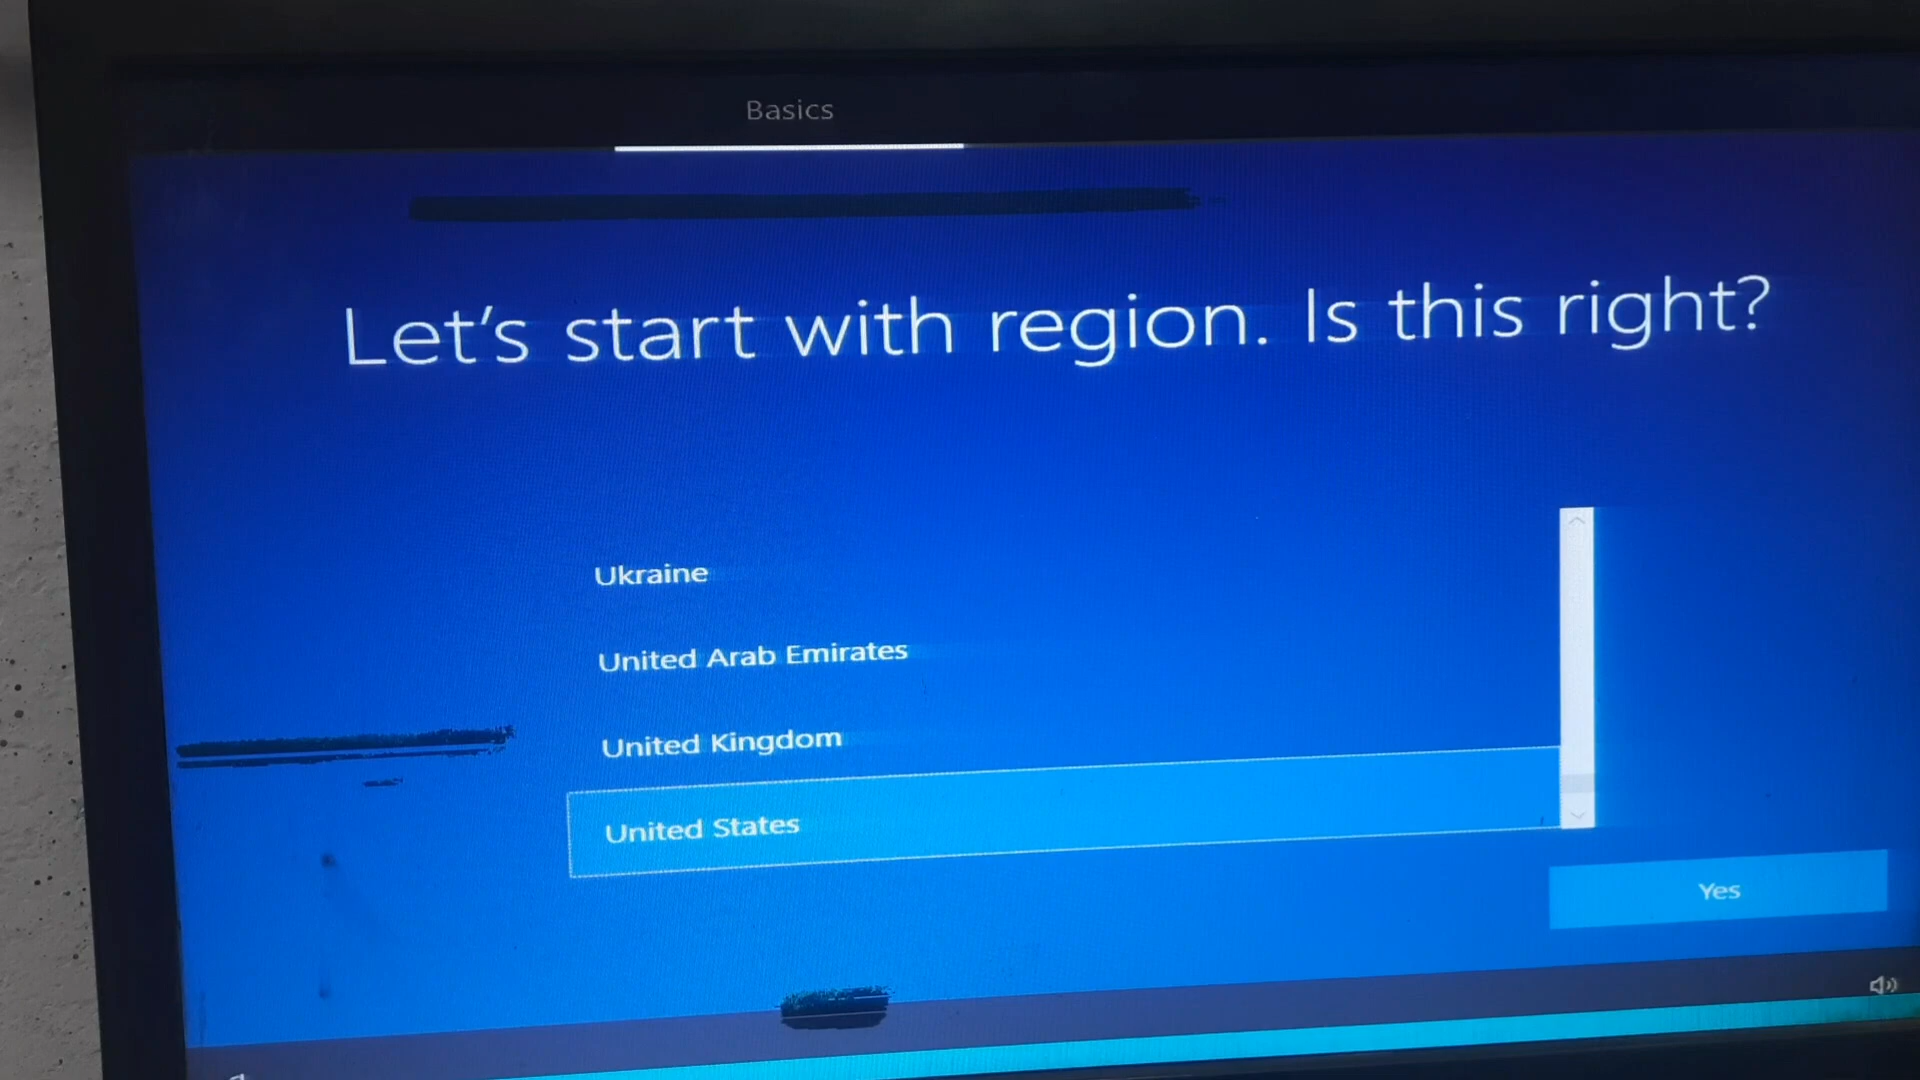 Basics
Let's start with region. Is this right?
Ukraine
United Arab Emirates
United Kingdom
United States
Yes